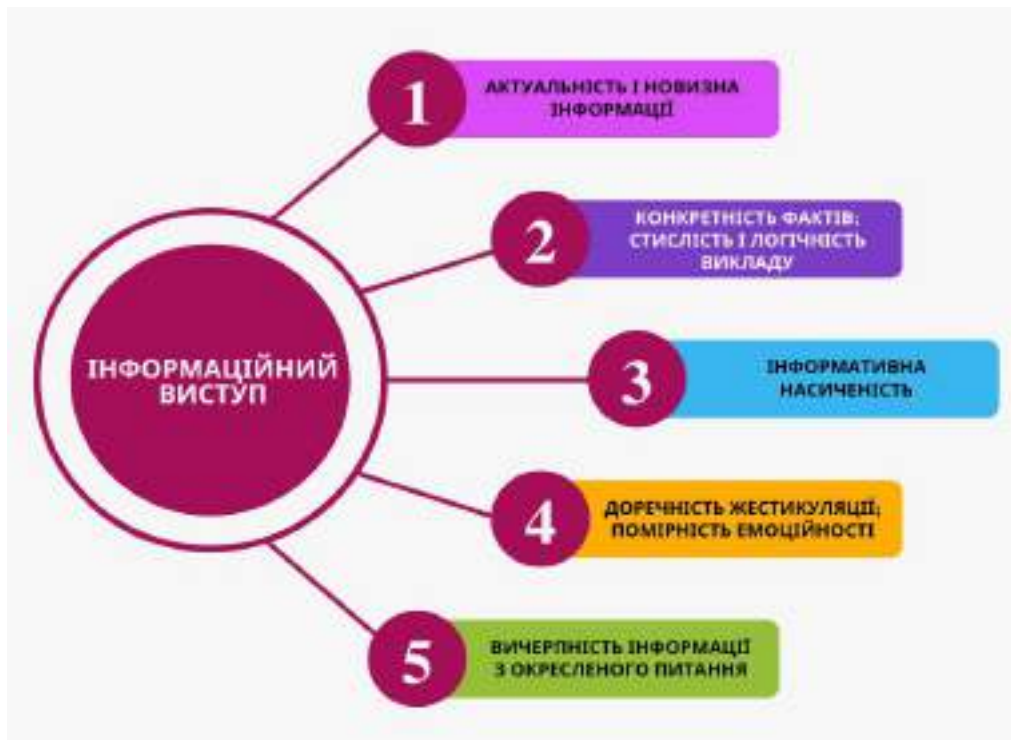 1
АКТУАЛЬНІСТЬ І НОВИЗНА
ІНФОРМАЦІЇ
2
КОНКРЕТНІСТЬ ФАКТІВ;
СТИСЛІСТЬ І ЛОГІЧНІСТЬ
ВИКЛАДУ
ІНФОРМАЦІЙНИЙ
ВИСТУП
3
ІНФОРМАТИВНА
НАСИЧЕНІСТЬ
4
ДОРЕЧНІСТЬ ЖЕСТИКУЛЯЦІЇ;
ПОМІРНІСТЬ ЕМОЦІЙНОСТІ
5
ВИЧЕРПНІСТЬ ІНФОРМАЦІЇ
З ОКРЕСЛЕНОГО ПИТАННЯ